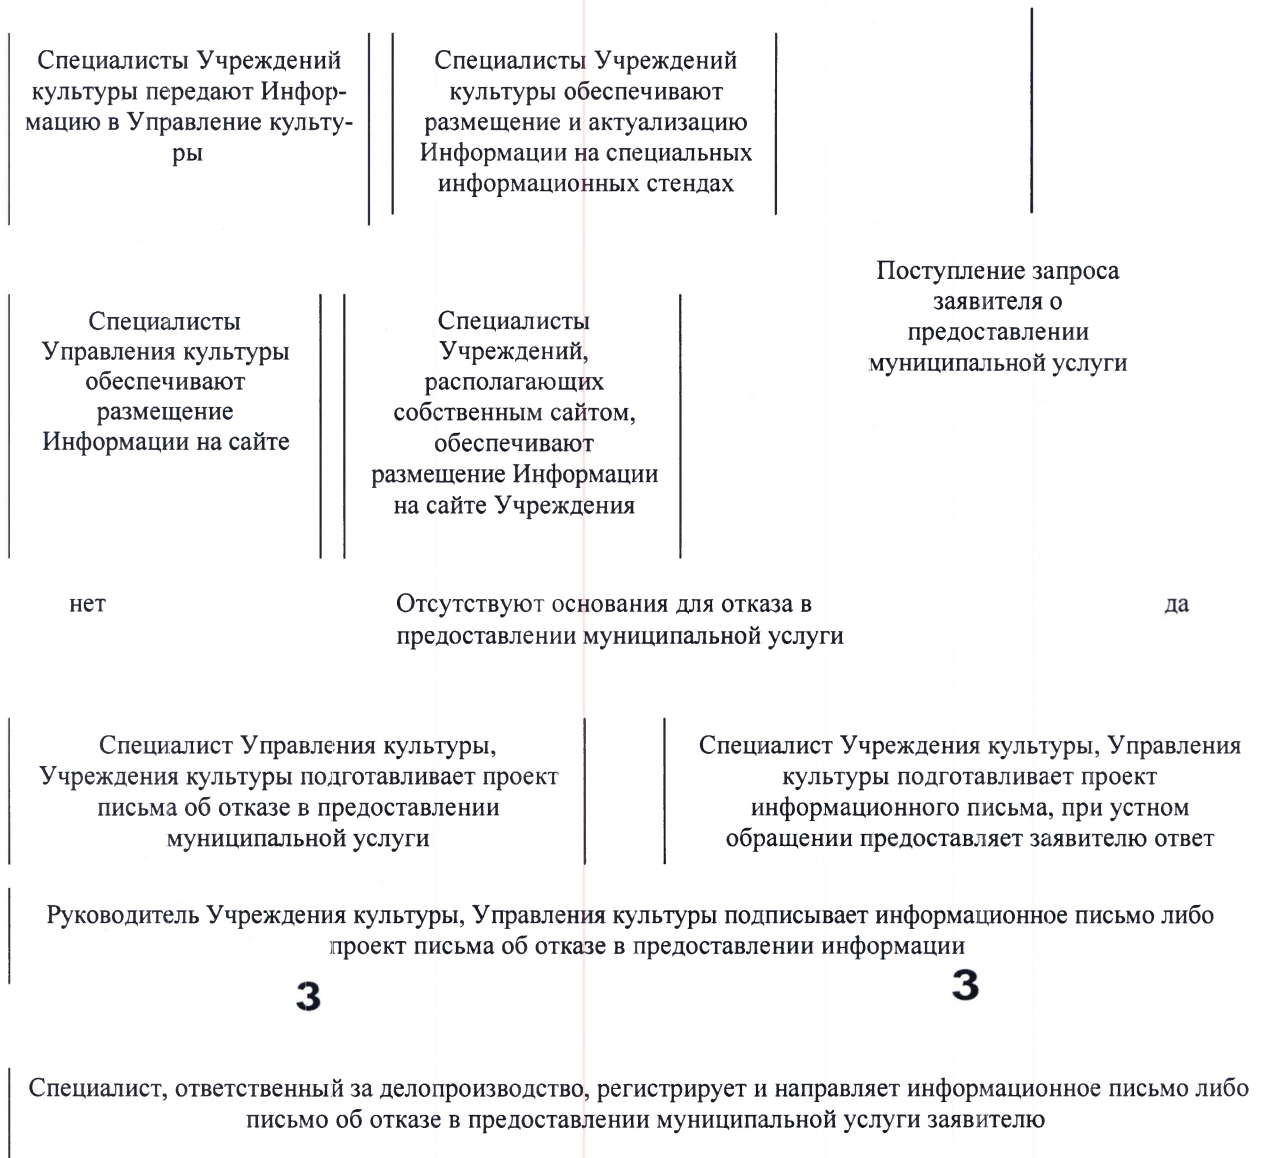 Специалисты Учреждений
культуры передают Инфор-
мацию в Управление культу-
ры
Специалисты Учреждений
культуры обеспечивают
размещение и актуализацию
Информации на специальных
информационных стендах
Поступление запроса
заявителя о
предоставлении
муниципальной услуги
Специалисты
Управления культуры
обеспечивают
размещение
Информации на сайте
Специалисты
Учреждений,
располагающих
собственным сайтом,
обеспечивают
размещение Информации
на сайте Учреждения
нет
Отсутствуют основания для отказа в
предоставлении муниципальной услуги
да
Специалист Управления культуры,
Учреждения культуры подготавливает проект
письма об отказе в предоставлении
муниципальной услуги
Специалист Учреждения культуры, Управления
культуры подготавливает проект
информационного письма, при устном
обращении предоставляет заявителю ответ
Руководитель Учреждения культуры, Управления культуры подписывает информационное письмо либо
проект письма об отказе в предоставлении информации
3
3
Специалист, ответственный за делопроизводство, регистрирует и направляет информационное письмо либо
письмо об отказе в предоставлении муниципальной услуги заявителю